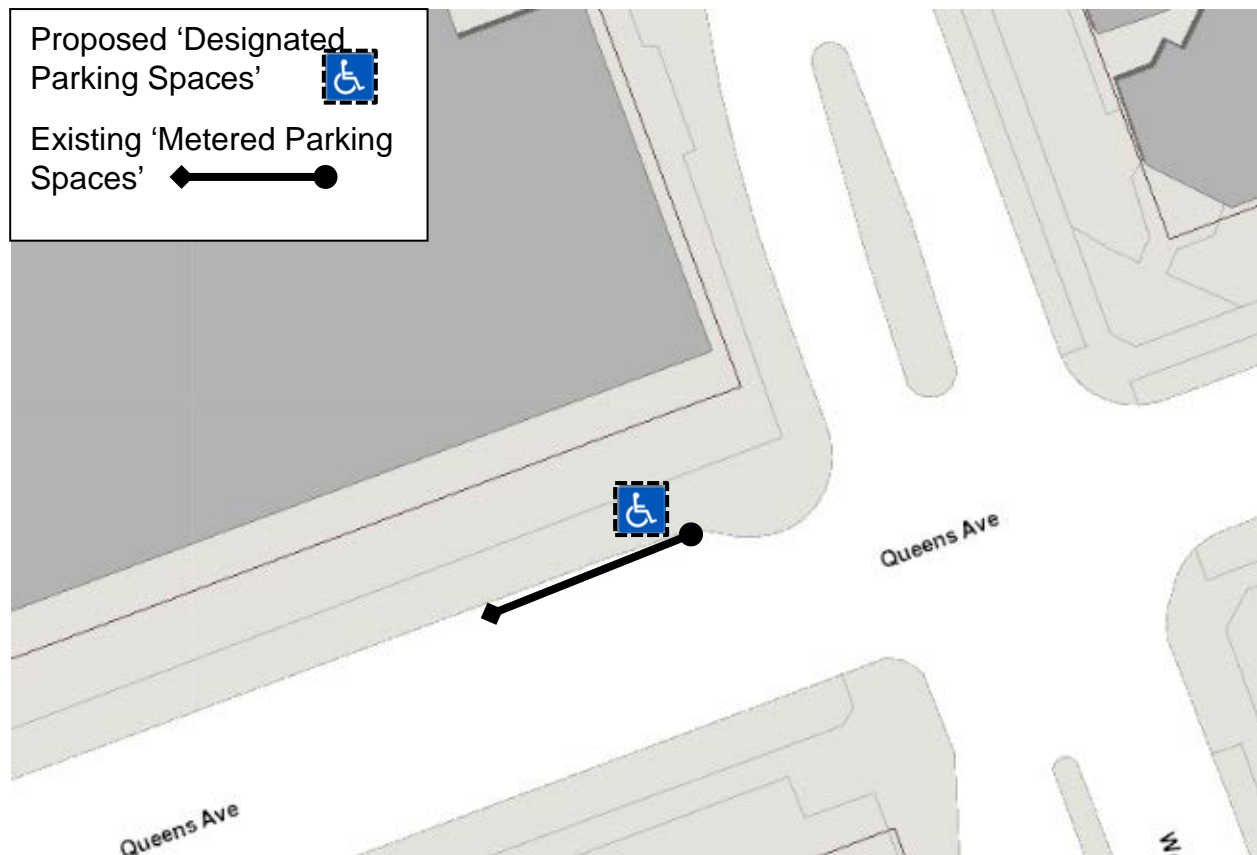 Proposed ‘Designated
Parking Spaces’
Existing ‘Metered Parking
Spaces’
Queens Ave
Queens Ave
W